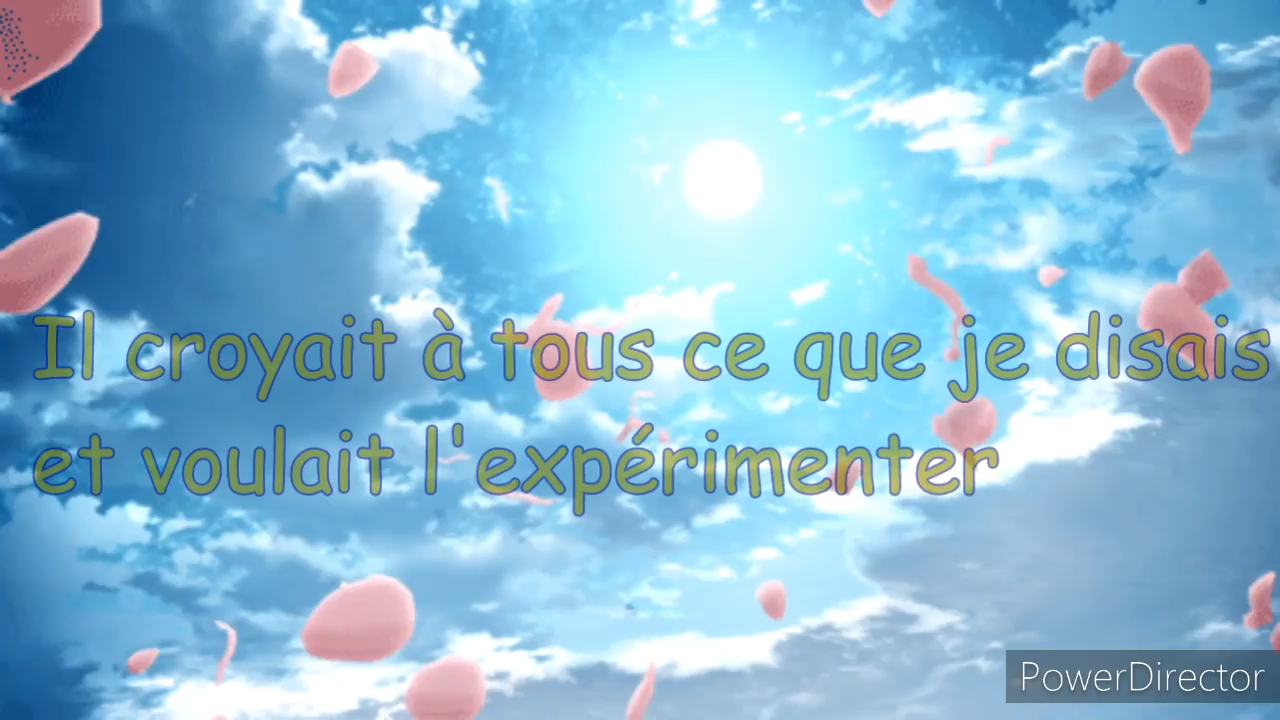 Il croyait à tous ce que je disais
et voulait l'expérimenter
PowerDirector